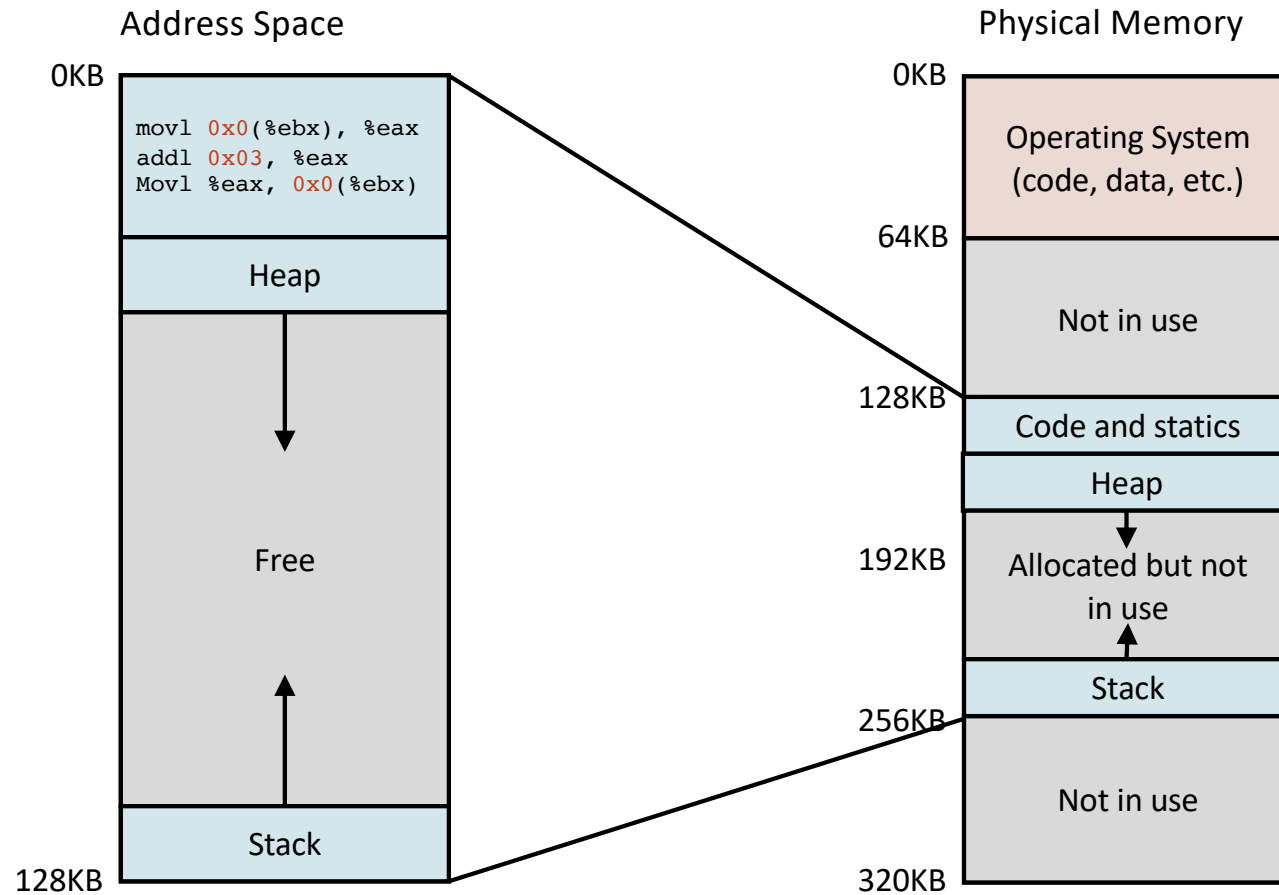 Address Space
0KB
movl 0x0(%ebx), %eax
addl 0x03, %eax
Movl %eax, 0x0(%ebx)
Heap
Free
Stack
128KB
Physical Memory
0KB
Operating System
(code, data, etc.)
64KB
Not in use
128KB
Code and statics
Heap
192KB
Allocated but not
in use
Stack
256KB
Not in use
320KB